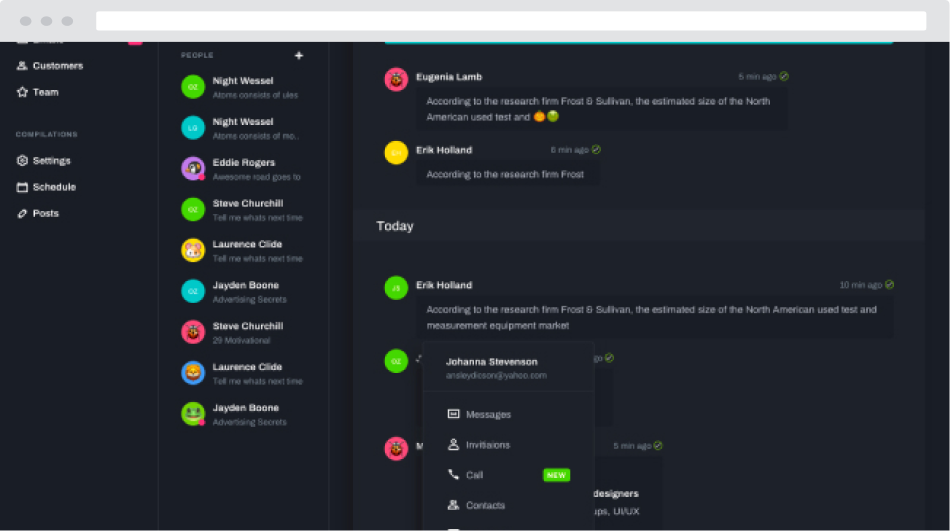 Customers
Team
COMPILATIONS
Settings
Schedule
Posts
PEOPLE
+
OZ
Night Wessel
Atoms consists of ules
LG
Night Wessel
Atoms consists of mo..
Eddie Rogers
Awesome road goes to
OZ
Steve Churchill
Tell me whats next time
Laurence Clide
Tell me whats next time
OZ
Jayden Boone
Advertising Secrets
Steve Churchill
29 Motivational
Laurence Clide
Tell me whats next time
Jayden Boone
Advertising Secrets
Eugenia Lamb
5 min ago
According to the research firm Frost & Sullivan, the estimated size of the North
American used test and
Erik Holland
6 min ago
According to the research firm Frost
Today
JS
Erik Holland
10 min ago
According to the research firm Frost & Sullivan, the estimated size of the North American used test and
measurement equipment market
OZ
Johanna Stevenson
ansleydicson@yahoo.com
Messages
Invitiaions
Call
NEW
Contacts
5 min ago
designers
ups, UI/UX